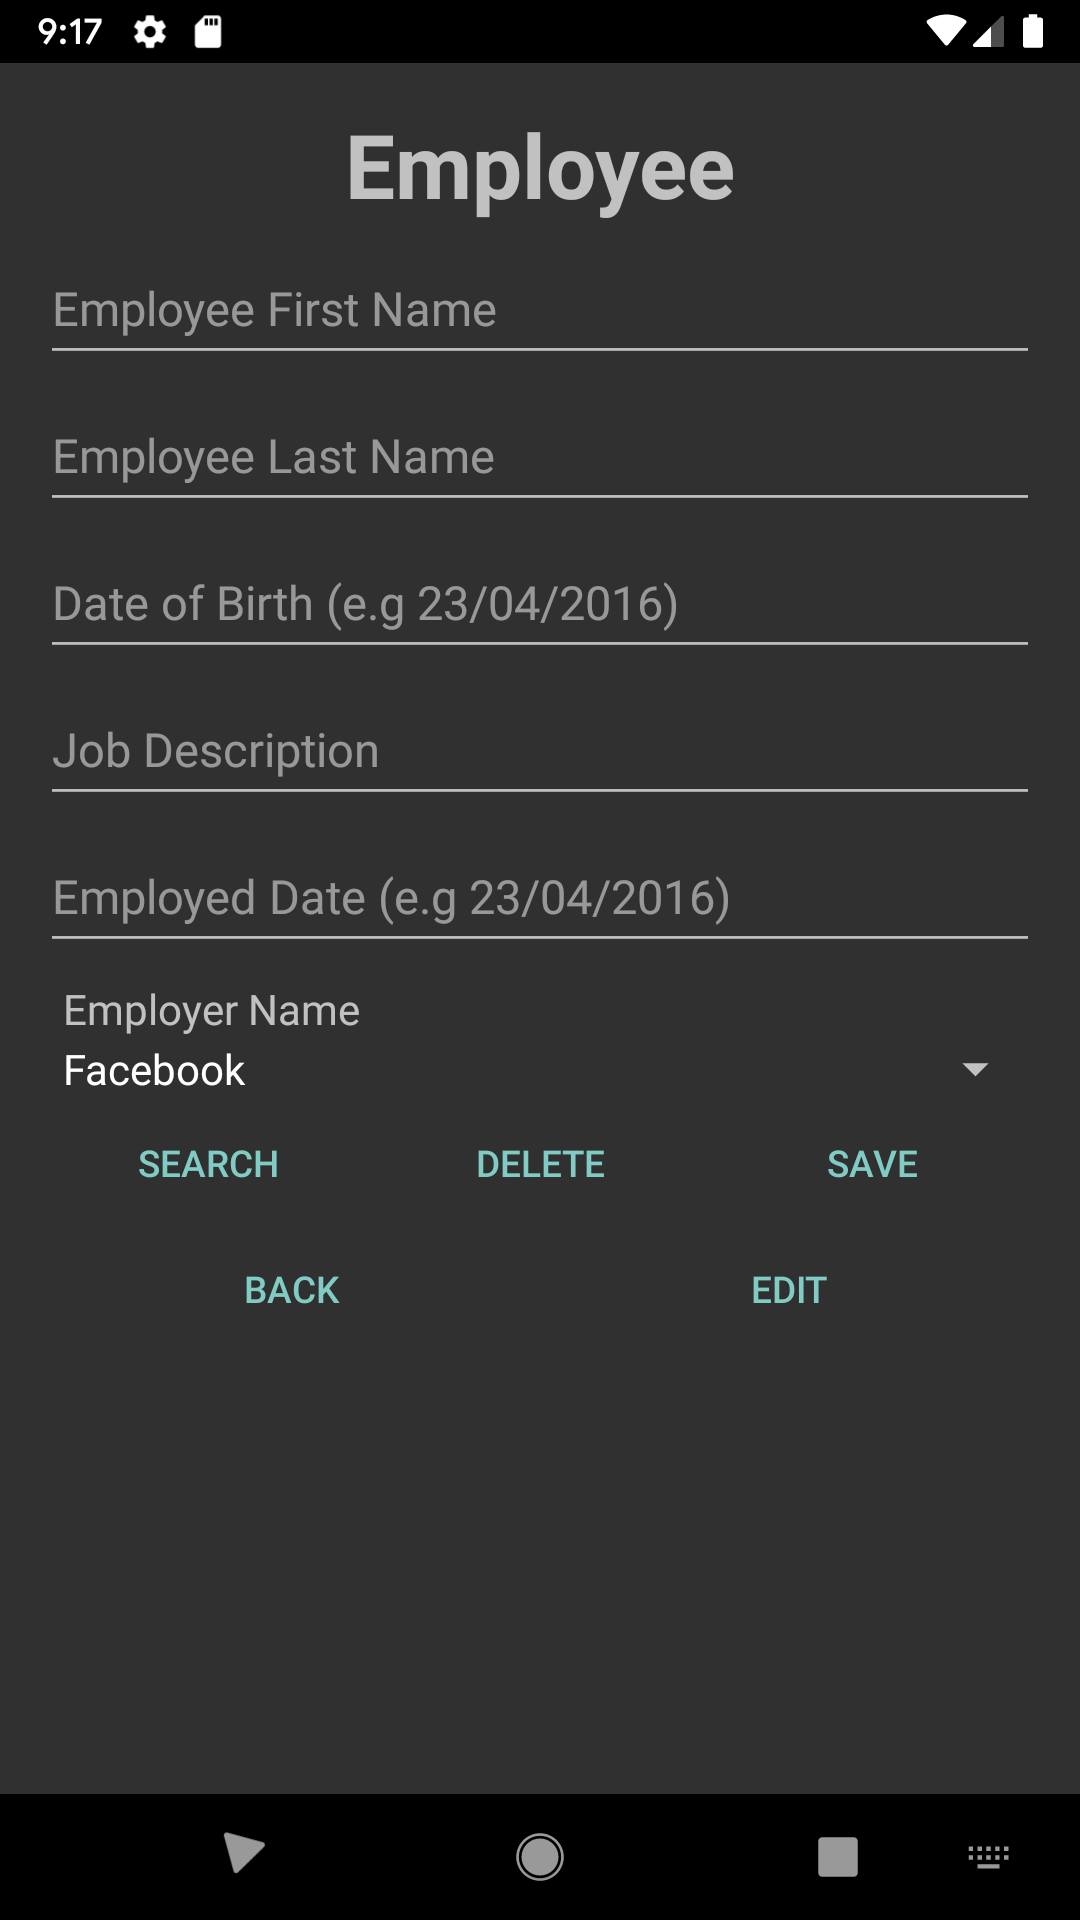 9:17
Employee
Employee First Name
Employee Last Name
Date of Birth (e.g 23/04/2016)
Job Description
Employed Date (e.g 23/04/2016)
Employer Name
Facebook
SEARCH DELETE SAVE
BACK EDIT